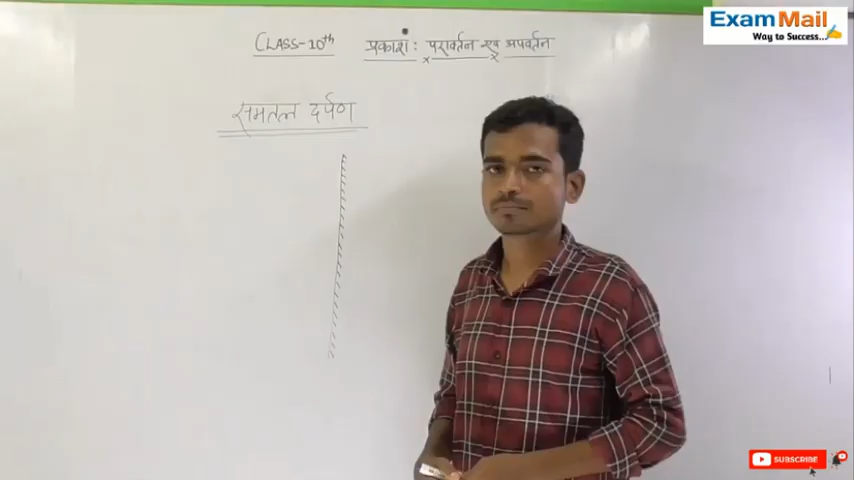 Exam Mail
Way to Success...
CLASS-10th प्रकाश : परावर्तन एवं अपवर्तन
समतल दर्पण
SUBSCRIBE